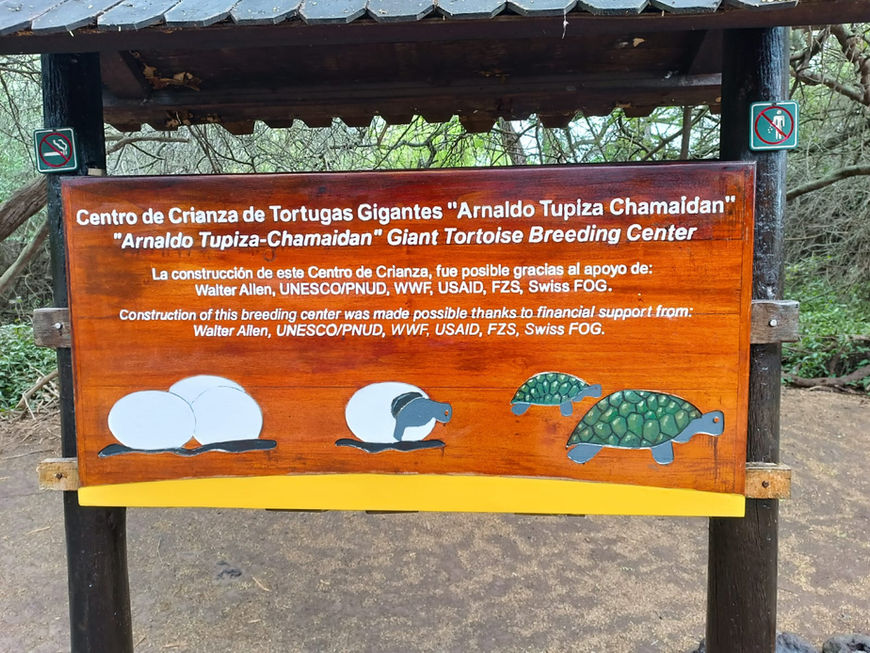 Centro de Crianza de Tortugas Gigantes "Arnaldo Tupiza Chamaidan"
"Arnaldo Tupiza-Chamaidan" Giant Tortoise Breeding Center
La construcción de este Centro de Crianza, fue posible gracias al apoyo de:
Walter Allen, UNESCO/PNUD, WWF, USAID, FZS, Swiss FOG.
Construction of this breeding center was made possible thanks to financial support from:
Walter Allen, UNESCO/PNUD, WWF, USAID, FZS, Swiss FOG.